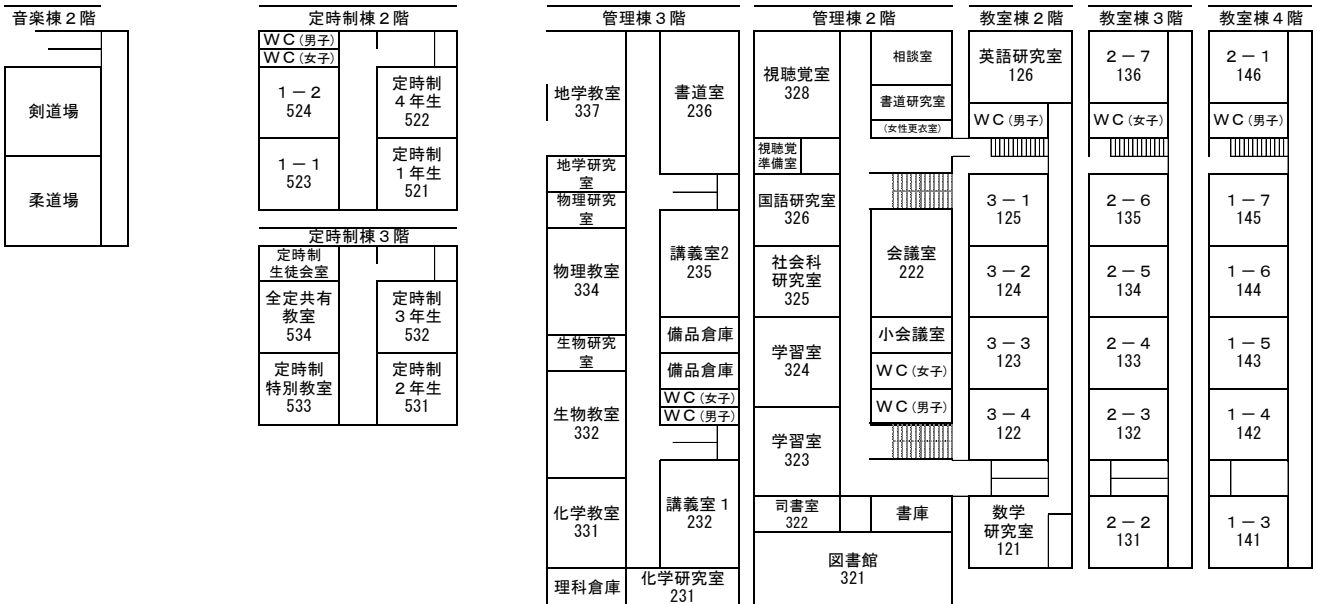 音楽棟２階
剣道場
柔道場
定時制棟２階
ＷＣ(男子)
ＷＣ(女子)
１－２
524
定時制
４年生
522
１－１
523
定時制
１年生
521
定時制棟３階
定時制
生徒会室
全定共有
教室
534
定時制
３年生
532
定時制
特別教室
533
定時制
２年生
531
管理棟３階
地学教室
337
書道室
236
地学研究
室
物理研究
室
物理教室
334
講義室2
235
備品倉庫
生物研究
室
備品倉庫
ＷＣ(女子)
ＷＣ(男子)
生物教室
332
化学教室
331
講義室１
232
理科倉庫
化学研究室
231
管理棟２階
視聴覚室
328
相談室
書道研究室
(女性更衣室)
視聴覚
準備室
国語研究室
326
会議室
222
社会科
研究室
325
学習室
324
小会議室
ＷＣ(女子)
ＷＣ(男子)
学習室
323
司書室
322
書庫
図書館
321
教室棟２階
英語研究室
126
ＷＣ(男子)
３－１
125
３－２
124
３－３
123
３－４
122
数学
研究室
121
教室棟３階
２－７
136
ＷＣ(女子)
２－６
135
２－５
134
２－４
133
２－３
132
２－２
131
教室棟４階
２－１
146
ＷＣ(男子)
１－７
145
１－６
144
１－５
143
１－４
142
１－３
141